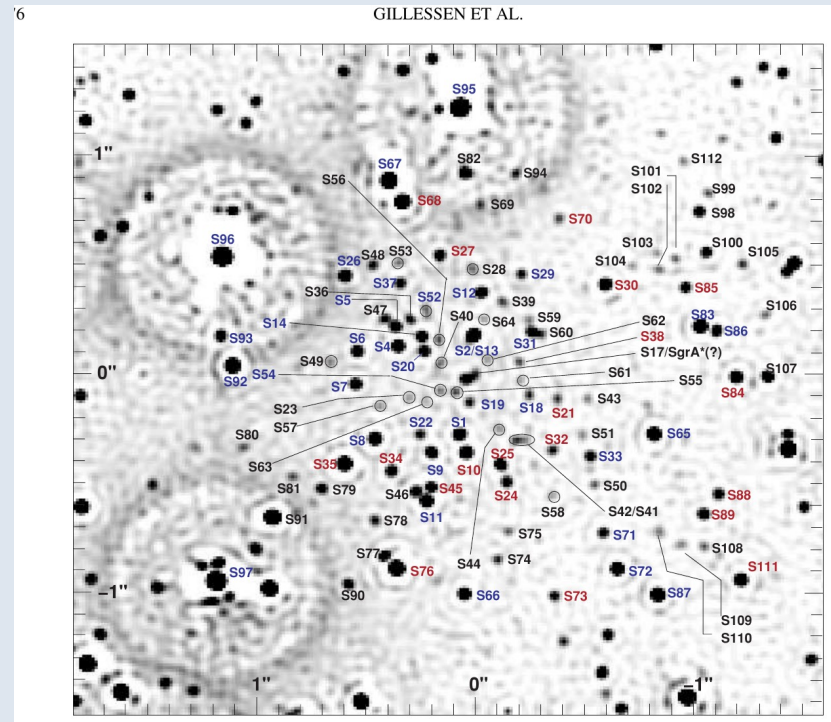 '6
GILLESSEN ET AL.
S95
1"
S82
S112
S101
S67
S94
S56
S102
S99
S68
S69
S98
S70
S96
S103
S100
S48 S53
S27
S105
S26
S28
S104
S29
S30
S85
S37
S36
S12
S5
S52
S39
S106
S47
S40
S59
S62
S83
S14
S64
S93
S60
S38
S86
S6
S4
S2/S13
S31
S17/SgrA*(?)
S49
S20
0"
S61
S107
S54
S92
S7
S55
S84
S23
S19
S18
S21
S43
S57
S22
S1
S80
S8
S32
S51
S65
S63
S35
S34
S25
S9
S10
S33
S81
S79
S46
S45
S24
S50
S88
S11
S58
S42/S41
S89
S91
S78
S75
S71
S77
S44
S74
S108
S97
S76
S72
S111
−1"
S90
S66
S73
S87
S109
S110
1"
0"
−1"